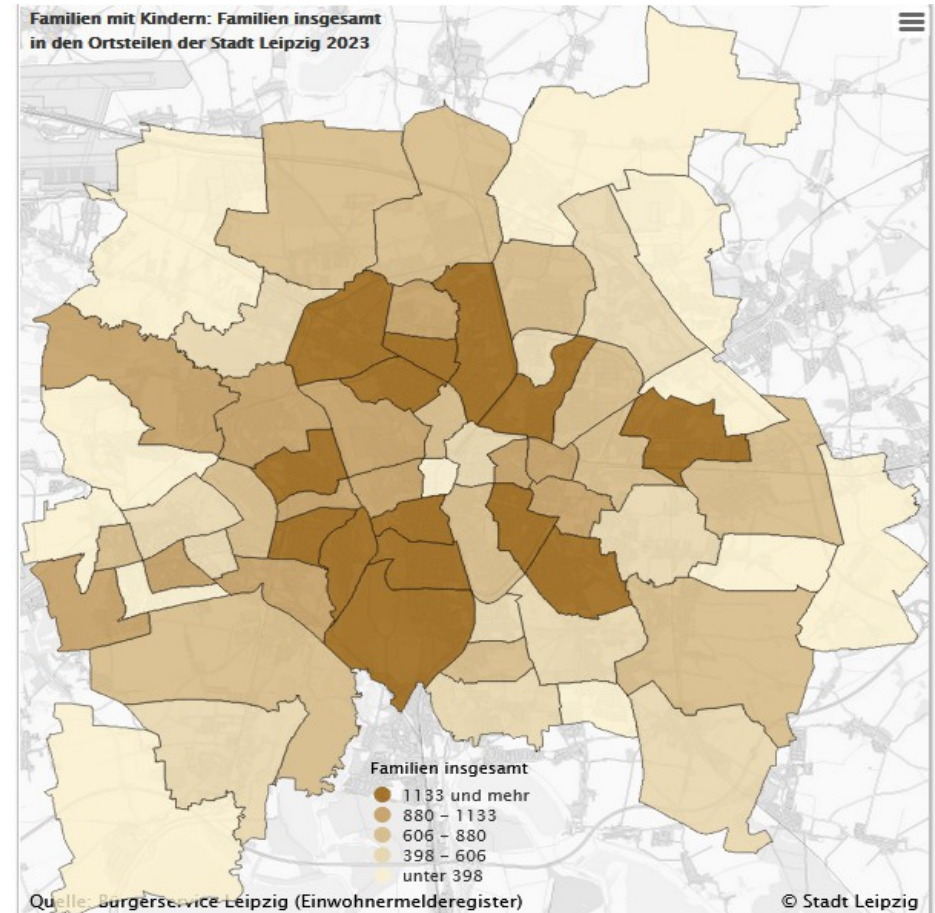 Familien mit Kindern: Familien insgesamt
in den Ortsteilen der Stadt Leipzig 2023
Familien insgesamt
1133 und mehr
880 – 1133
606 – 880
398 – 606
unter 398
Quelle: Bürgerservice Leipzig (Einwohnermelderegister)
© Stadt Leipzig